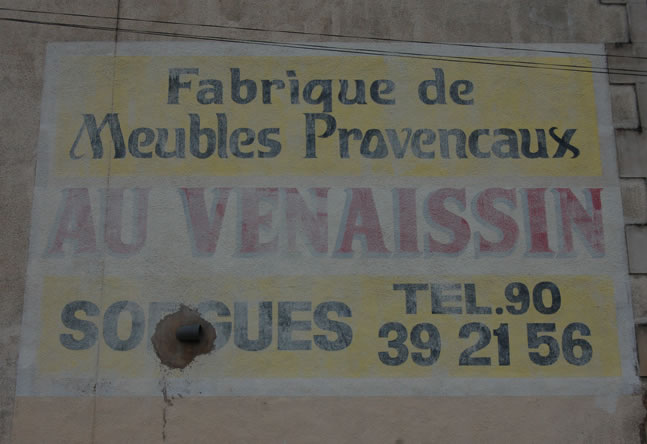 Fabrique de
Meubles Provencaux
AU VENAISSIN
SORGUES
TEL.90
39 21 56